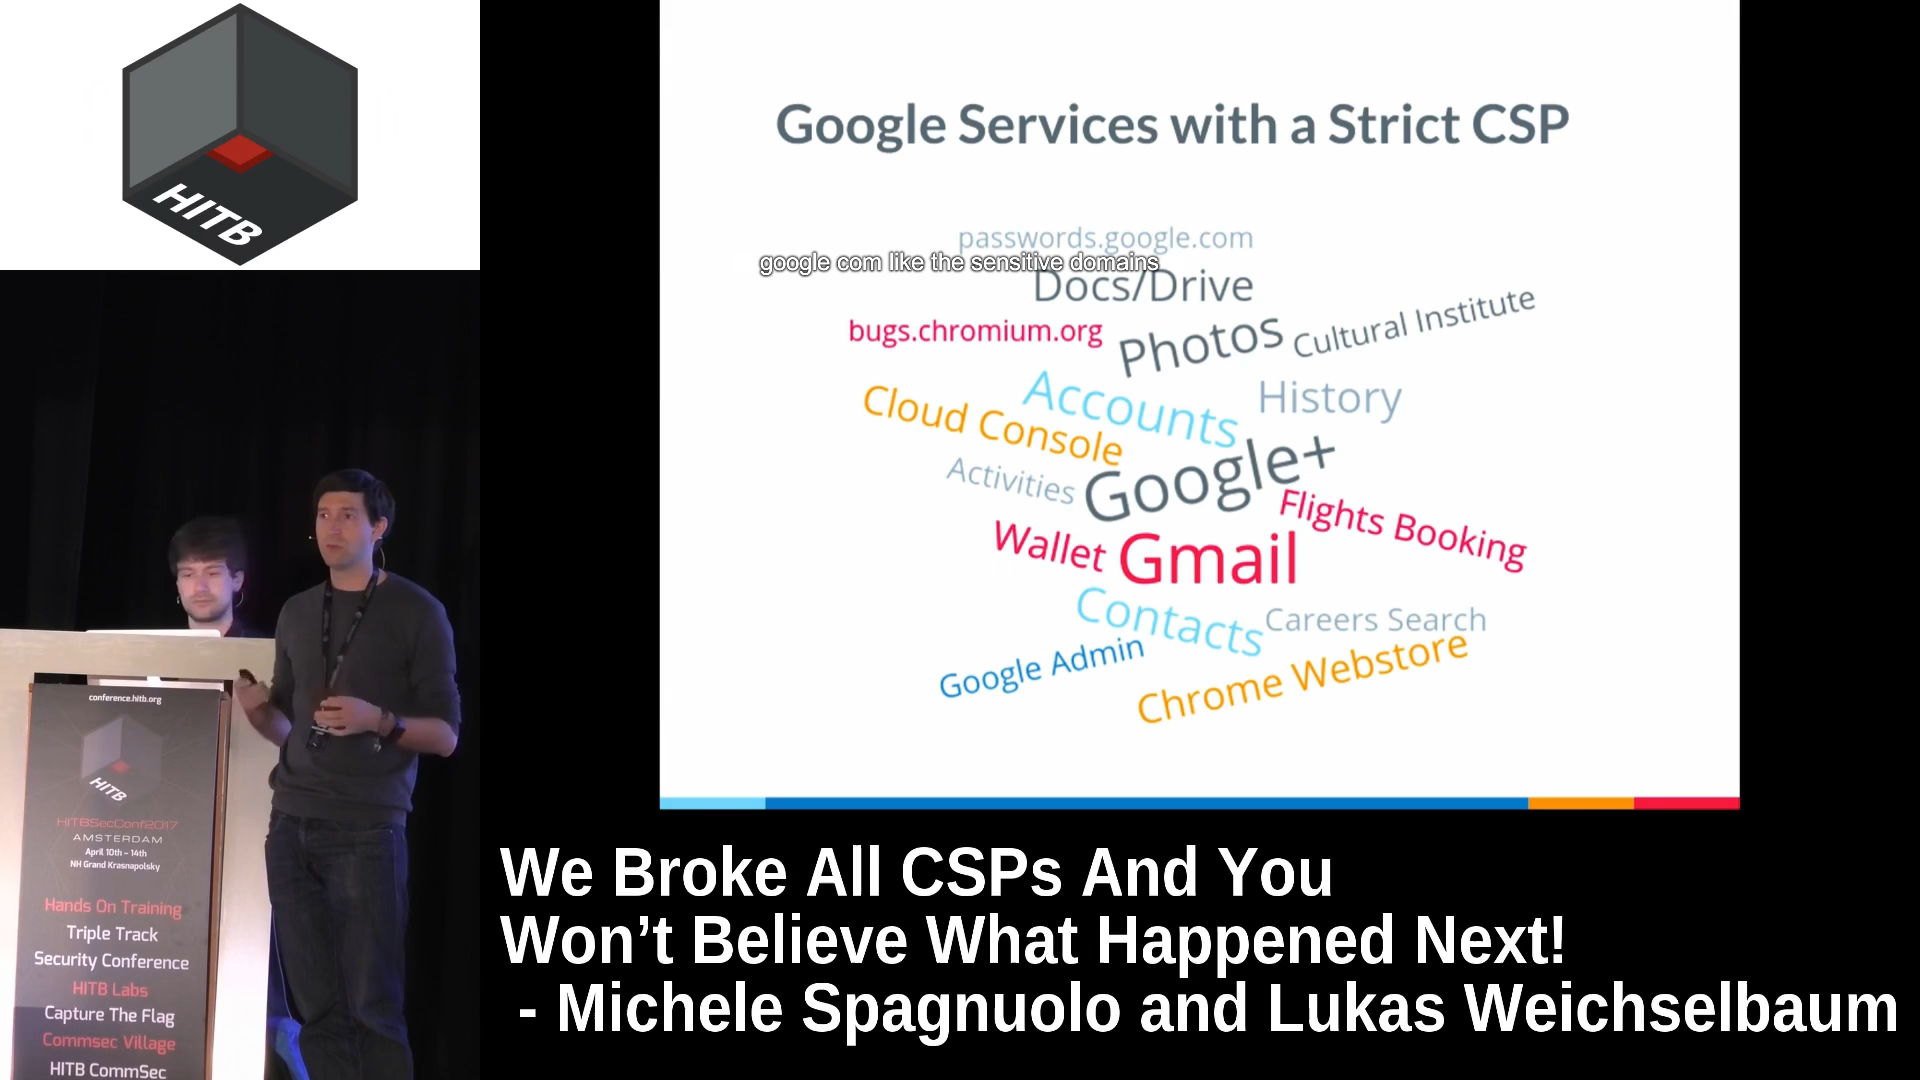 HITB
Google Services with a Strict CSP
passwords.google.com
google com like the sensitive domains
Docs/Drive
bugs.chromium.org
Photos
Cultural Institute
Accounts
History
Cloud Console
Google+
Activities
Flights Booking
Wallet
Gmail
Contacts
Careers Search
Google Admin
Chrome Webstore
conference.hitb.org
HITB
HITBSecConf2017
AMSTERDAM
April 10th – 14th
NH Grand Krasnapolsky
Hands On Training
Triple Track
Security Conference
HITB Labs
Capture The Flag
Commsec Village
HITB CommSec
We Broke All CSPs And You
Won’t Believe What Happened Next!
- Michele Spagnuolo and Lukas Weichselbaum